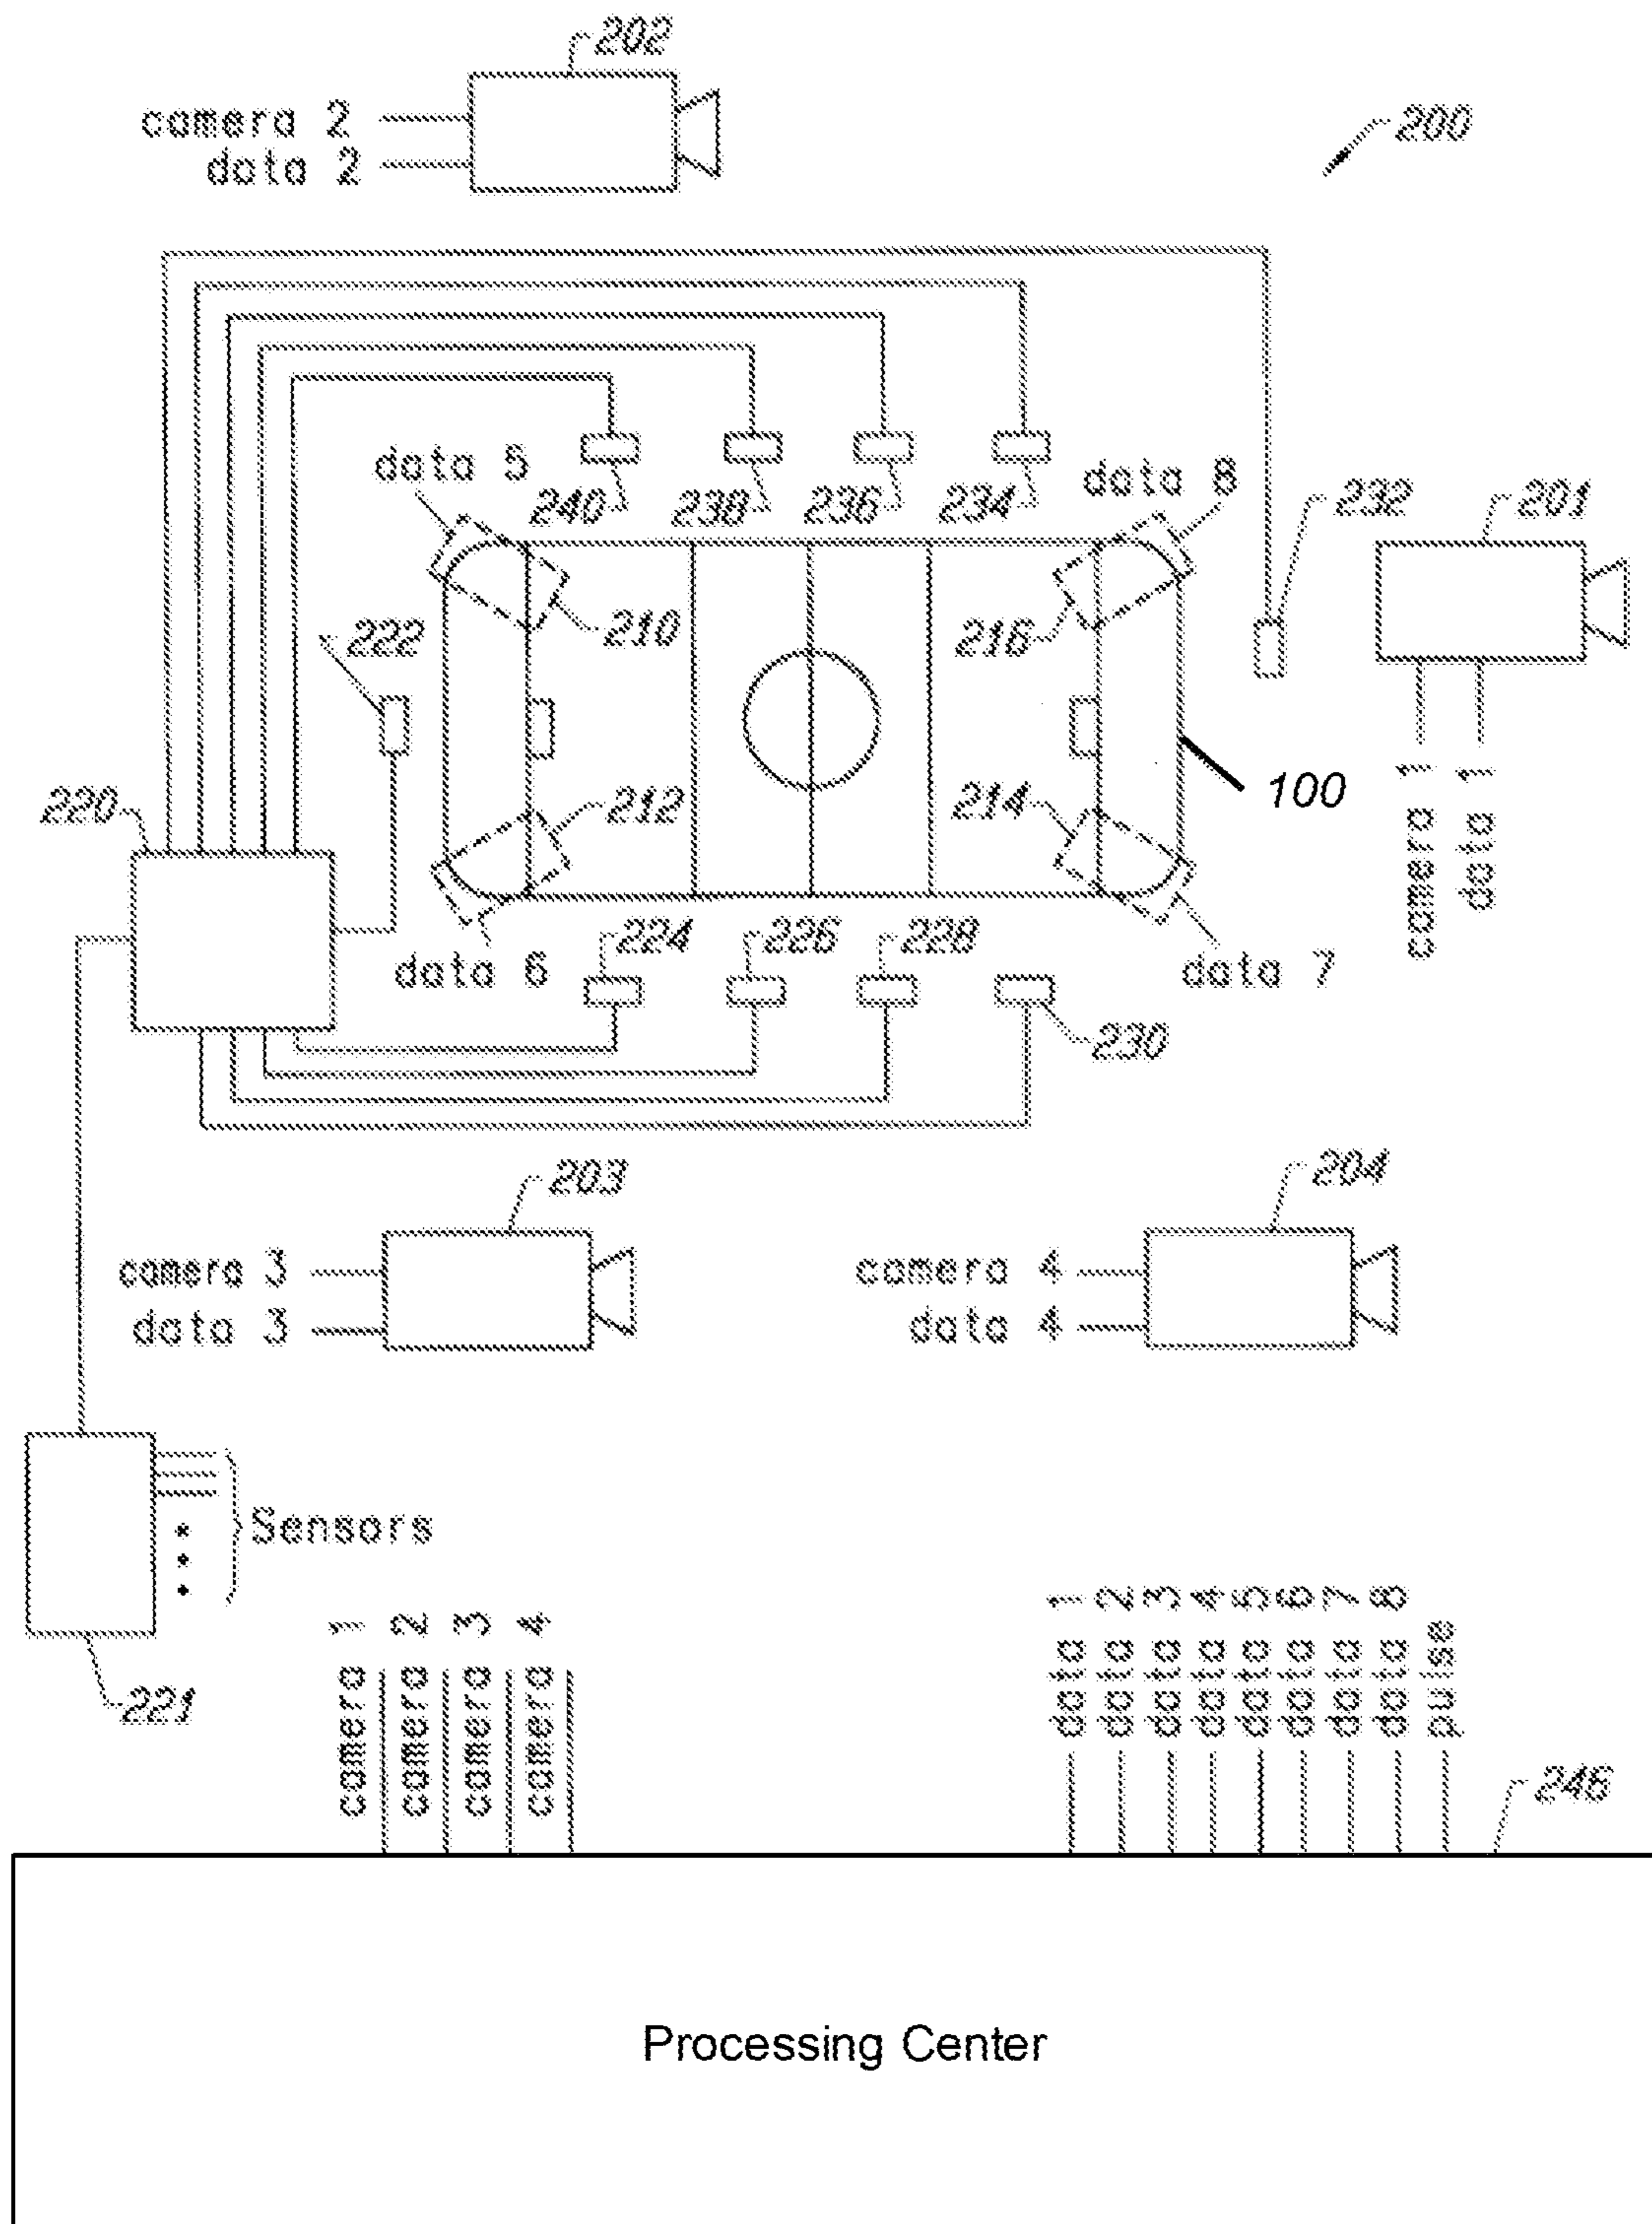 202
camera 2
data 2
200
data 5
240
238
236
234
data 8
232
201
222
210
216
220
212
214
100
camera 1
data 1
data 6
224
226
228
data 7
230
203
camera 3
data 3
204
camera 4
data 4
Sensors
221
camera 1
camera 2
camera 3
camera 4
data 1
data 2
data 3
data 4
data 5
data 6
data 7
data 8
pulse
246
Processing Center